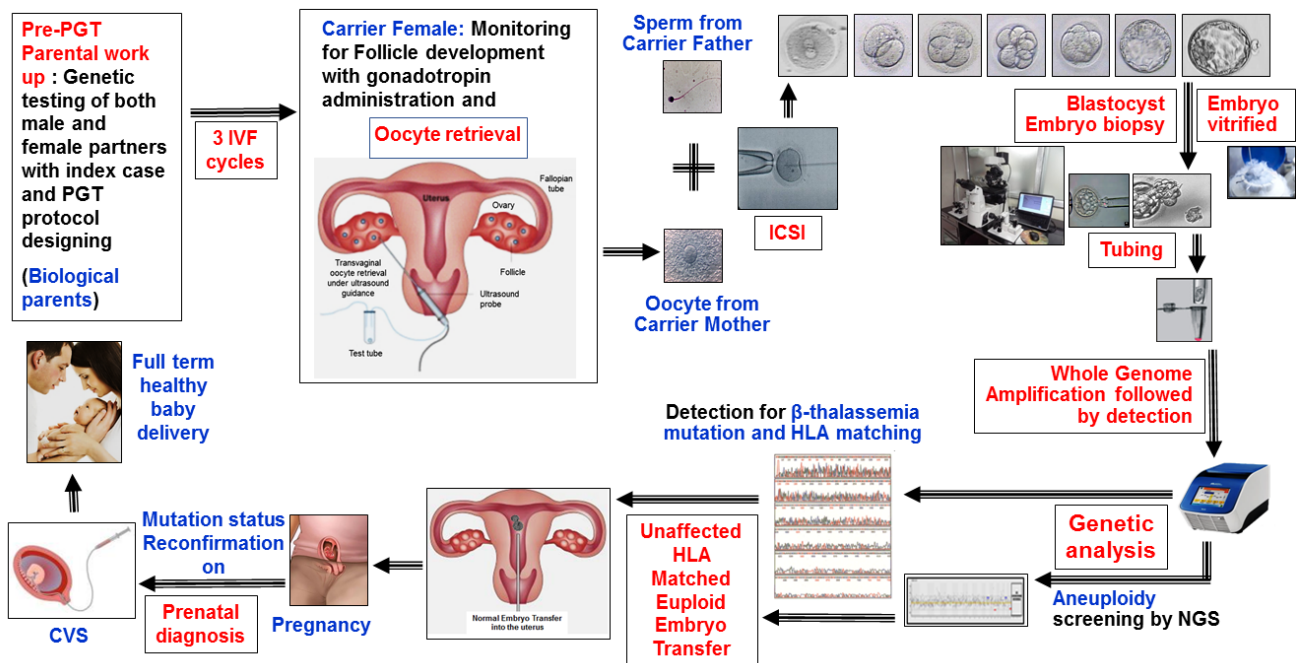 Pre-PGT
Parental work
up : Genetic
testing of both
male and
female partners
with index case
and PGT
protocol
designing
(Biological
parents)
3 IVF
cycles
Carrier Female: Monitoring
for Follicle development
with gonadotropin
administration and
Oocyte retrieval
Fallopian
tube
Uterus
Ovary
Follicle
Transvaginal
oocyte retrieval
under ultrasound
guidance
Ultrasound
probe
Test tube
Sperm from
Carrier Father
ICSI
Oocyte from
Carrier Mother
Blastocyst
Embryo biopsy
Embryo
vitrified
Tubing
Whole Genome
Amplification followed
by detection
Genetic
analysis
Detection for β-thalassemia
mutation and HLA matching
Aneuploidy
screening by NGS
Unaffected
HLA
Matched
Euploid
Embryo
Transfer
Normal Embryo Transfer
into the uterus
Pregnancy
Mutation status
Reconfirmation
on
Prenatal
diagnosis
CVS
Full term
healthy
baby
delivery